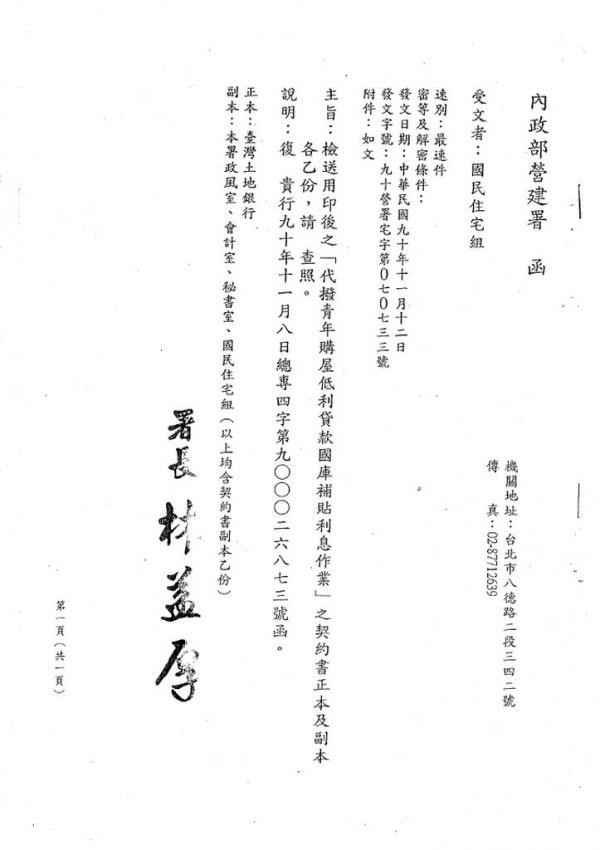 內政部營建署　函
機關地址：台北市八德路二段三四二號
傳　真：02-87712639
受文者：國民住宅組
速別：最速件
密等及解密條件：
發文日期：中華民國九十年十一月十二日
發文字號：九十營署宅字第0七0七三三號
附件：如文
主旨：檢送用印後之「代撥青年購屋低利貸款國庫補貼利息作業」之契約書正本及副本
各乙份，請　查照。
說明：復　貴行九十年十一月八日總專四字第九〇〇〇二六八七三號函。
正本：臺灣土地銀行
副本：本署政風室、會計室、秘書室、國民住宅組（以上均含契約書副本乙份）
署長 林益厚
第一頁（共一頁）